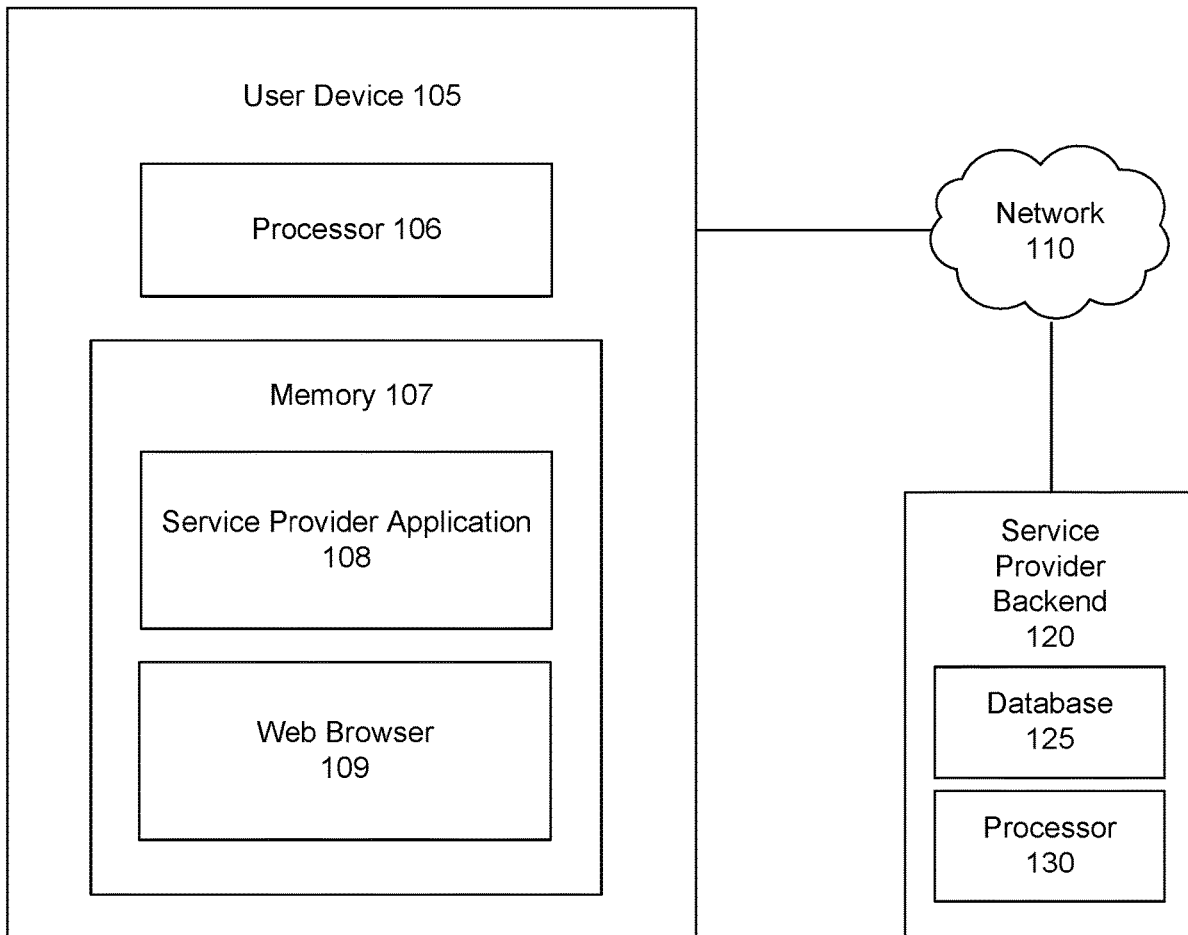 User Device 105
Processor 106
Memory 107
Service Provider Application
108
Web Browser
109
Network
110
Service
Provider
Backend
120
Database
125
Processor
130